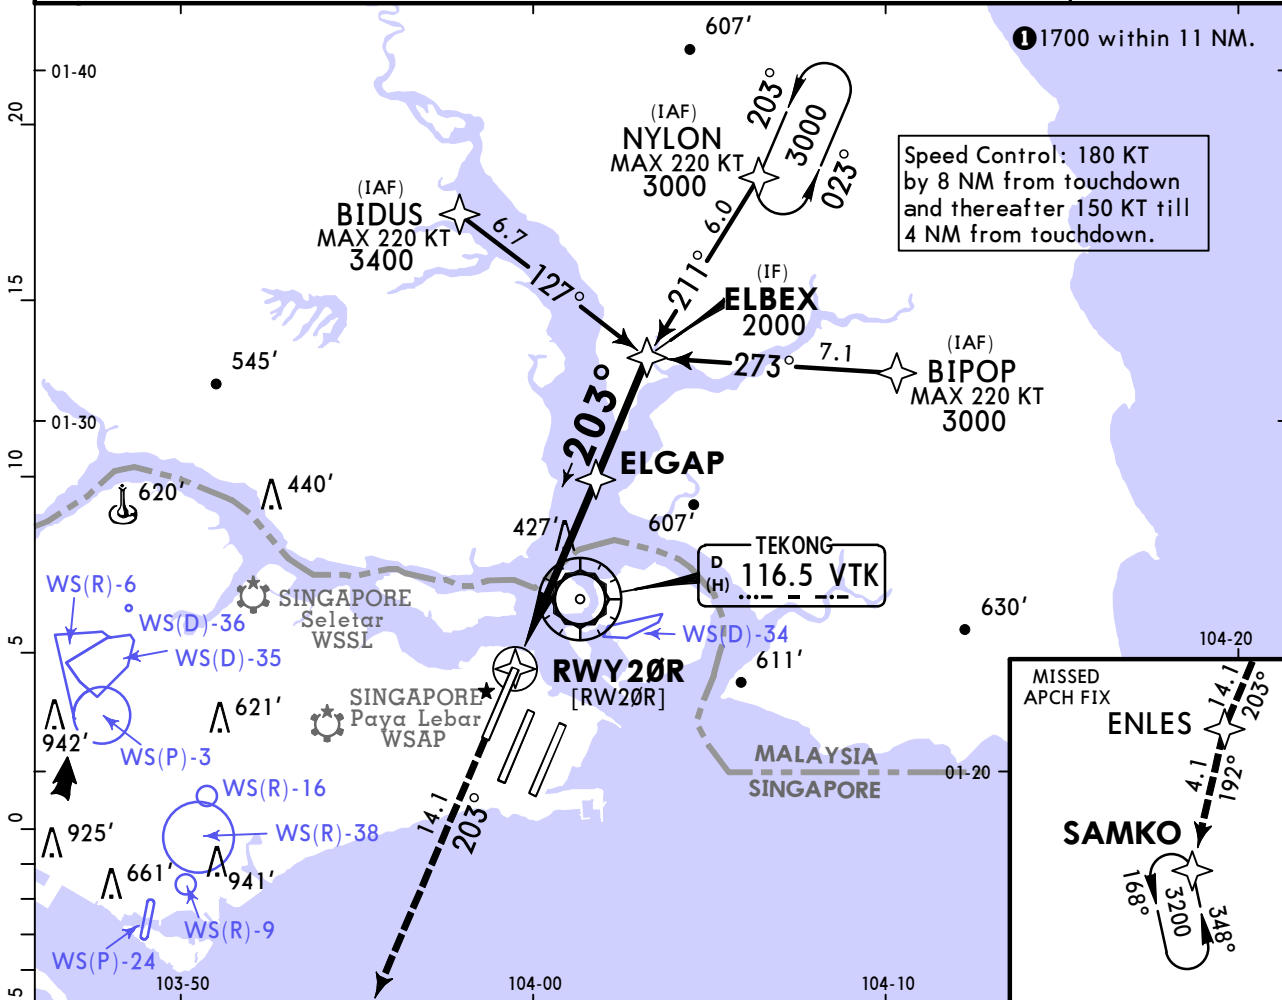 607'
❶1700 within 11 NM.
01-40
20
(IAF)
NYLON
MAX 220 KT
3000
203°
3000
023°
Speed Control: 180 KT
by 8 NM from touchdown
and thereafter 150 KT till
4 NM from touchdown.
(IAF)
BIDUS
MAX 220 KT
3400
6.7
127°
6.0
211°
(IF)
ELBEX
2000
15
545'
273°
7.1
(IAF)
BIPOP
MAX 220 KT
3000
01-30
203°
10
ELGAP
620'
440'
427'
607'
TEKONG
D
(H)
116.5 VTK
WS(R)-6
WS(D)-36
WS(D)-35
SINGAPORE
Seletar
WSSL
WS(D)-34
630'
5
611'
RWY20R
[RW20R]
SINGAPORE
Paya Lebar
WSAP
621'
942'
WS(P)-3
MALAYSIA
SINGAPORE
01-20
WS(R)-16
WS(R)-38
0
925'
661'
941'
WS(R)-9
WS(P)-24
14.1
203°
5
103-50
104-00
104-10
104-20
MISSED
APCH FIX
14.1
203°
ENLES
4.1
192°
SAMKO
168°
3200
348°